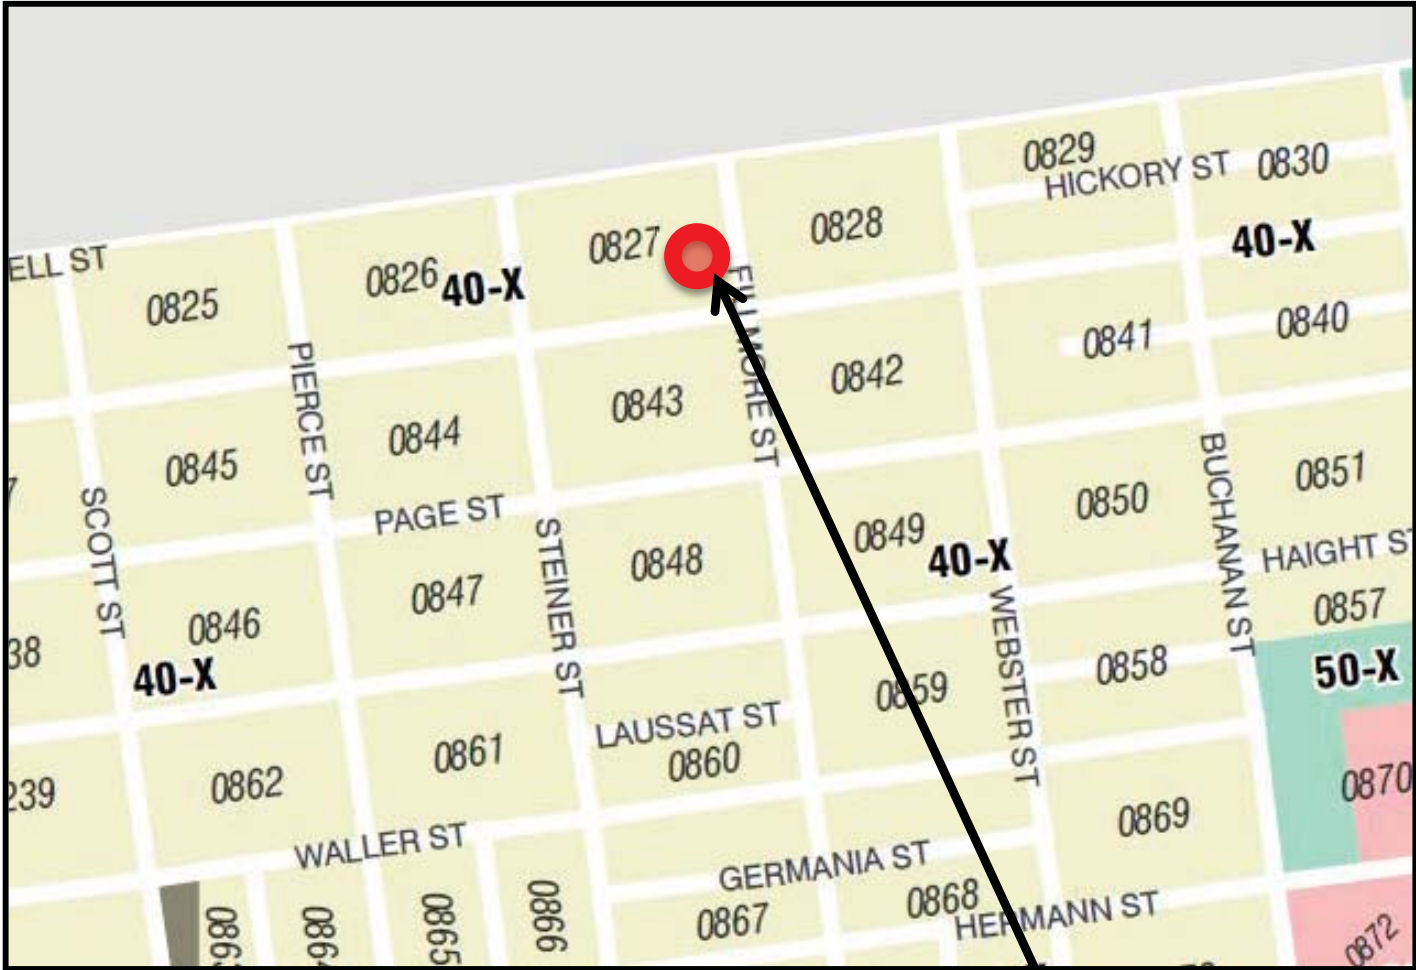 0829
HICKORY ST
0830
0828
0827
40-X
ELL ST
0826
40-X
0825
FILLMORE ST
0841
0840
PIERCE ST
0842
0843
0844
0845
SCOTT ST
PAGE ST
STEINER ST
0848
0849
40-X
0850
BUCHANAN ST
0851
HAIGHT ST
0857
0847
0846
40-X
38
WEBSTER ST
0858
50-X
0859
LAUSSAT ST
0860
0861
0862
239
0870
0869
WALLER ST
GERMANIA ST
0868
HERMANN ST
0867
0866
0865
0872